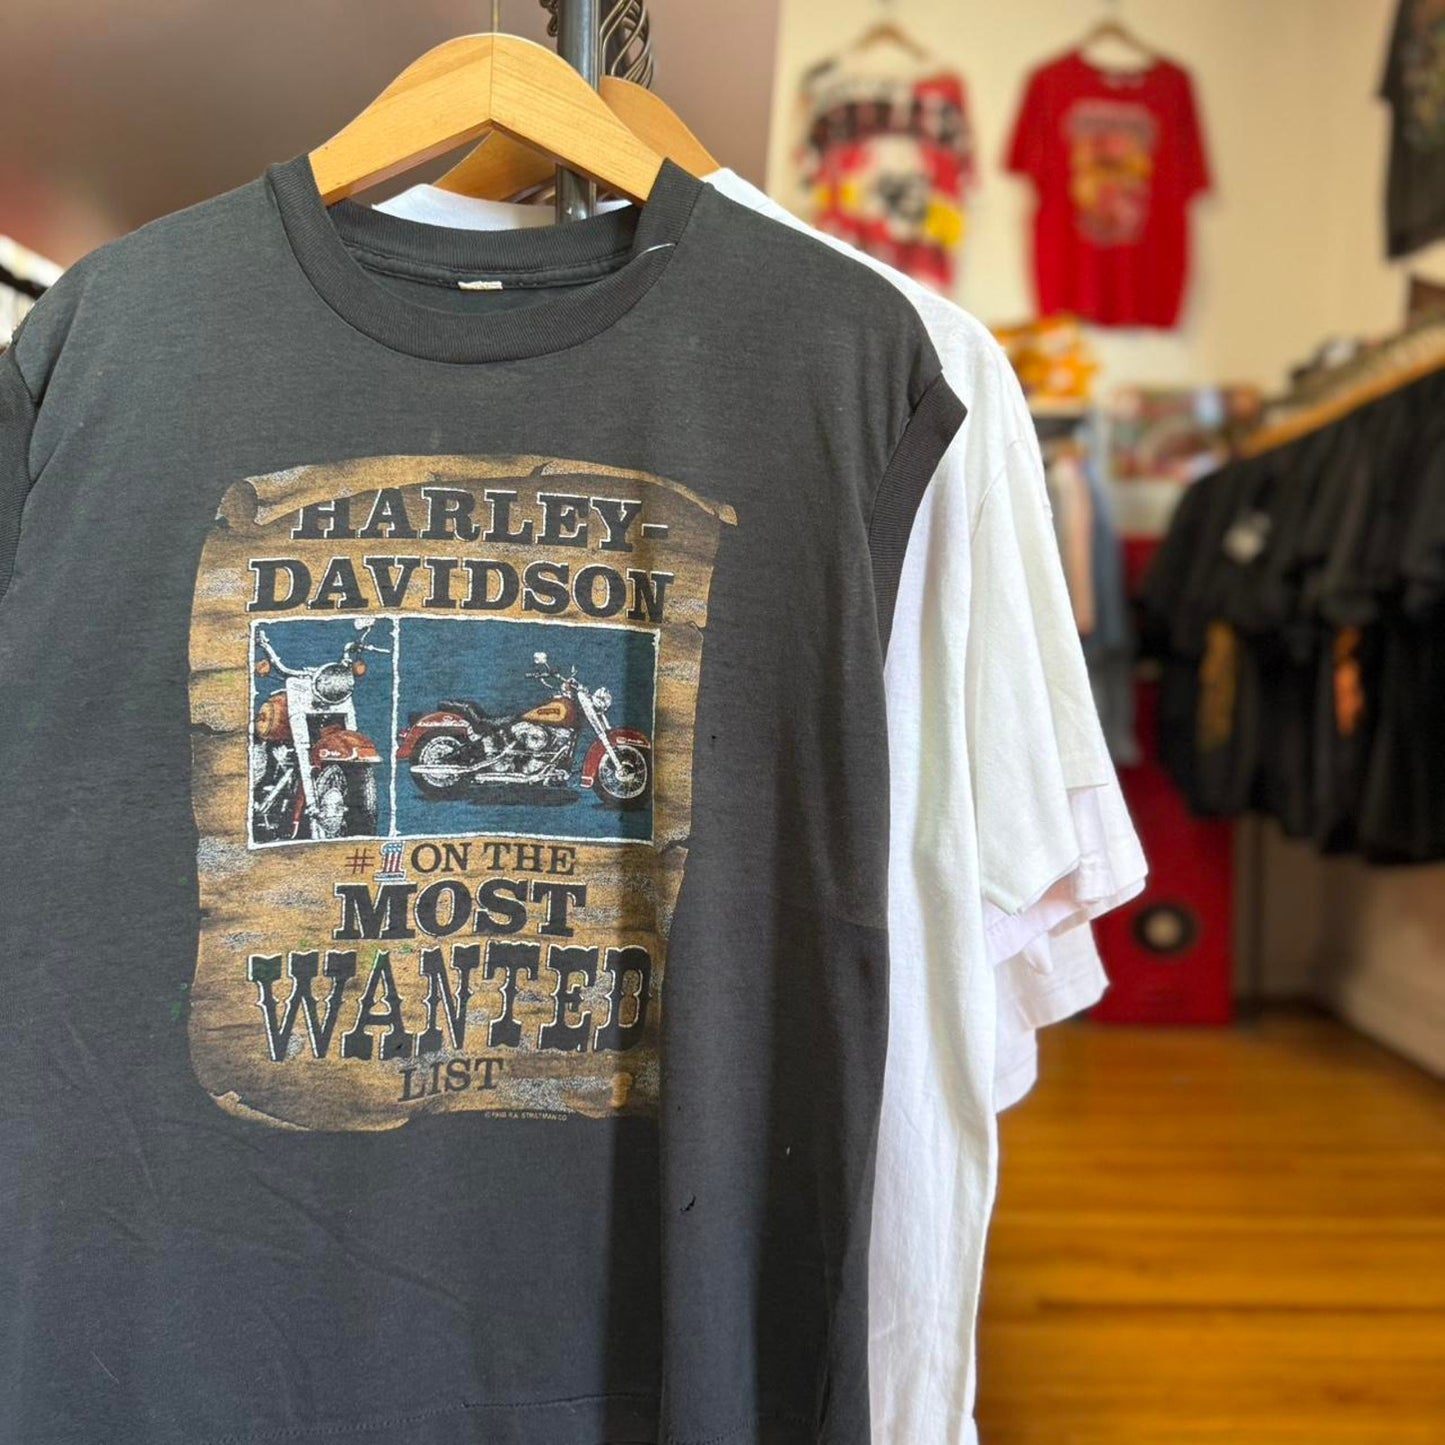 HARLEY-
DAVIDSON
#1 ON THE
MOST
WANTED
LIST